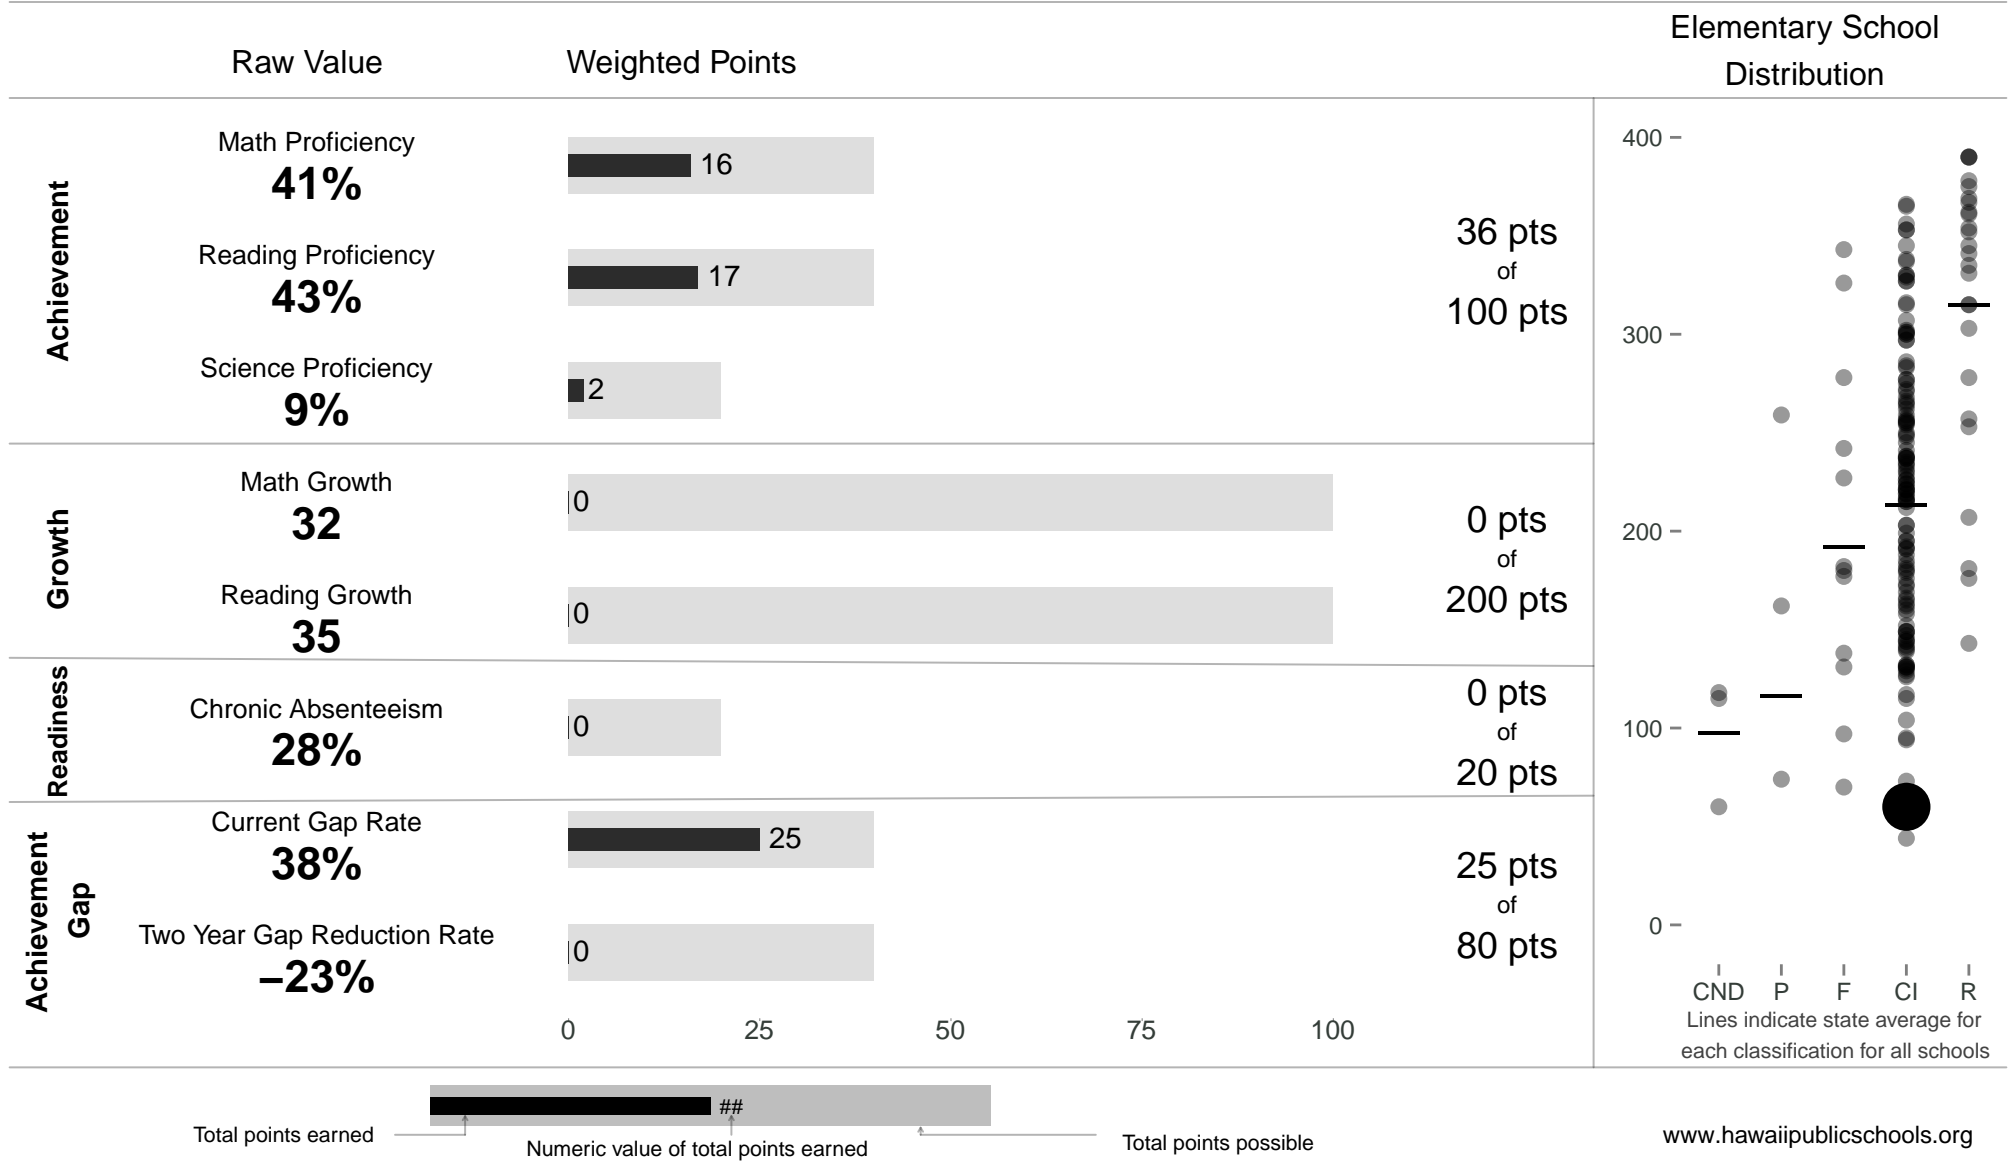 Raw Value
Weighted Points
Elementary School
Distribution
Achievement
Math Proficiency
41%
16
Reading Proficiency
43%
17
Science Proficiency
9%
2
36 pts
of
100 pts
Growth
Math Growth
32
0
Reading Growth
35
0
0 pts
of
200 pts
Readiness
Chronic Absenteeism
28%
0
0 pts
of
20 pts
Achievement
Gap
Current Gap Rate
38%
25
Two Year Gap Reduction Rate
–23%
0
25 pts
of
80 pts
0 25 50 75 100
400
300
200
100
0
CND P F CI R
Lines indicate state average for
each classification for all schools
##
Total points earned
Numeric value of total points earned
Total points possible
www.hawaiipublicschools.org